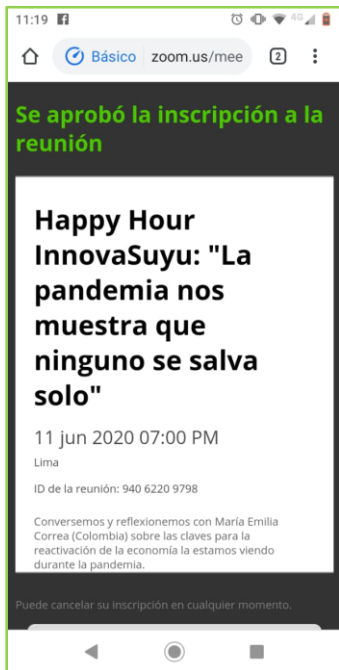 11:19 4G
Básico zoom.us/mee 2
Se aprobó la inscripción a la
reunión
Happy Hour
InnovaSuyu: "La
pandemia nos
muestra que
ninguno se salva
solo"
11 jun 2020 07:00 PM
Lima
ID de la reunión: 940 6220 9798
Conversemos y reflexionemos con María Emilia
Correa (Colombia) sobre las claves para la
reactivación de la economía la estamos viendo
durante la pandemia.
Puede cancelar su inscripción en cualquier momento.